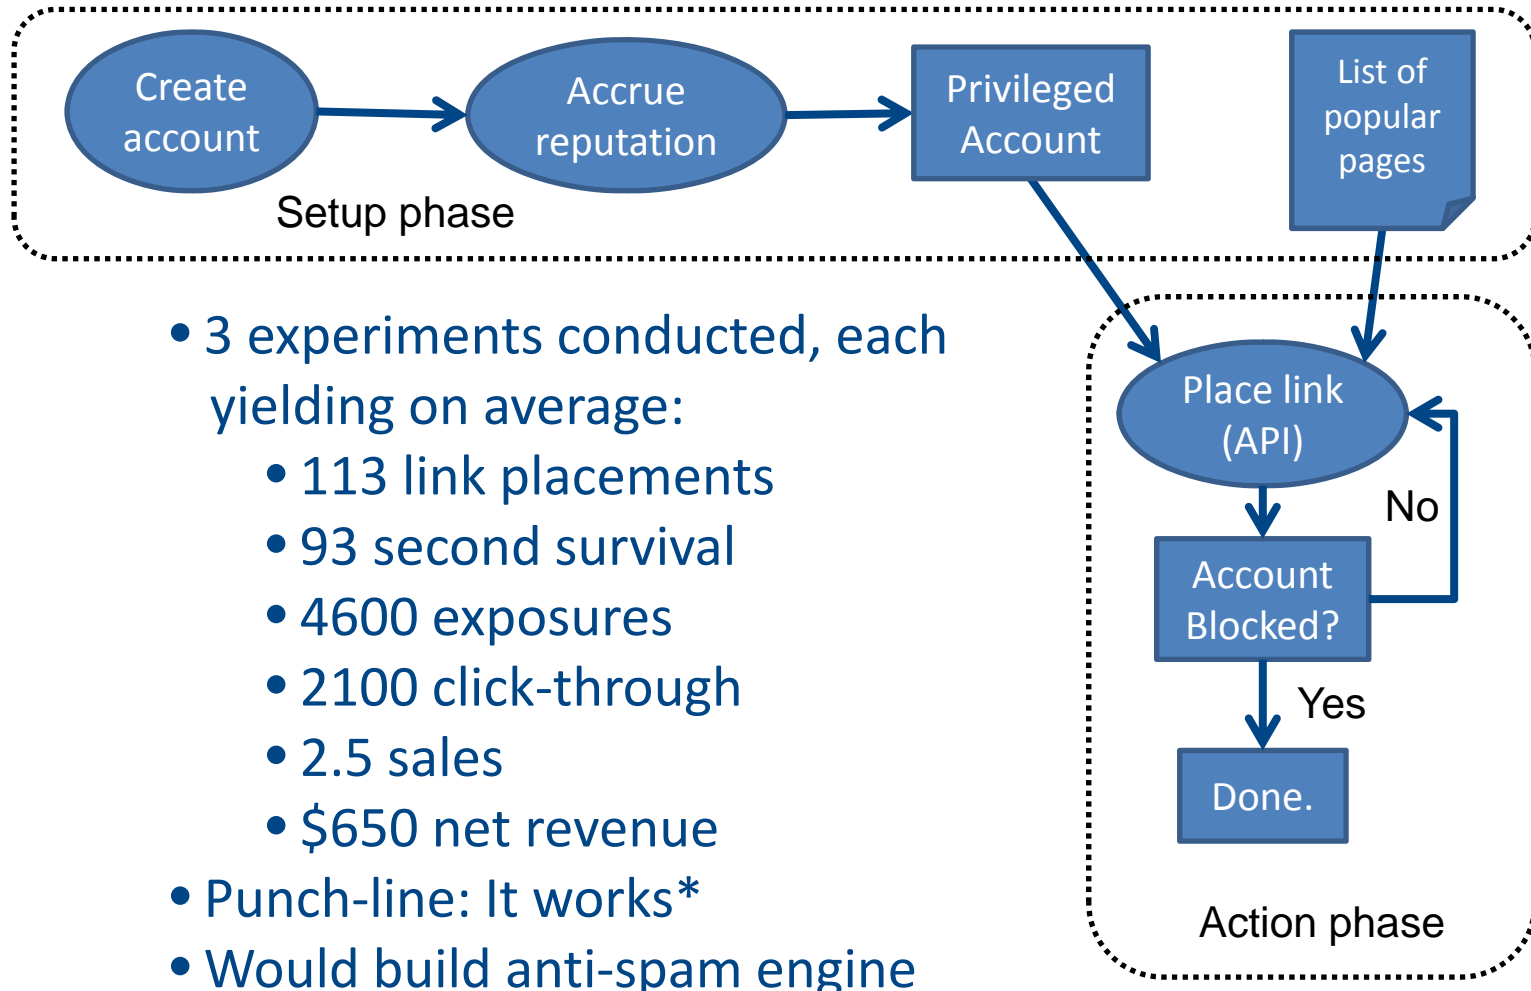 Create
account
Accrue
reputation
Privileged
Account
List of
popular
pages
Setup phase
• 3 experiments conducted, each
yielding on average:
• 113 link placements
• 93 second survival
• 4600 exposures
• 2100 click-through
• 2.5 sales
• $650 net revenue
• Punch-line: It works*
• Would build anti-spam engine
Place link
(API)
No
Account
Blocked?
Yes
Done.
Action phase